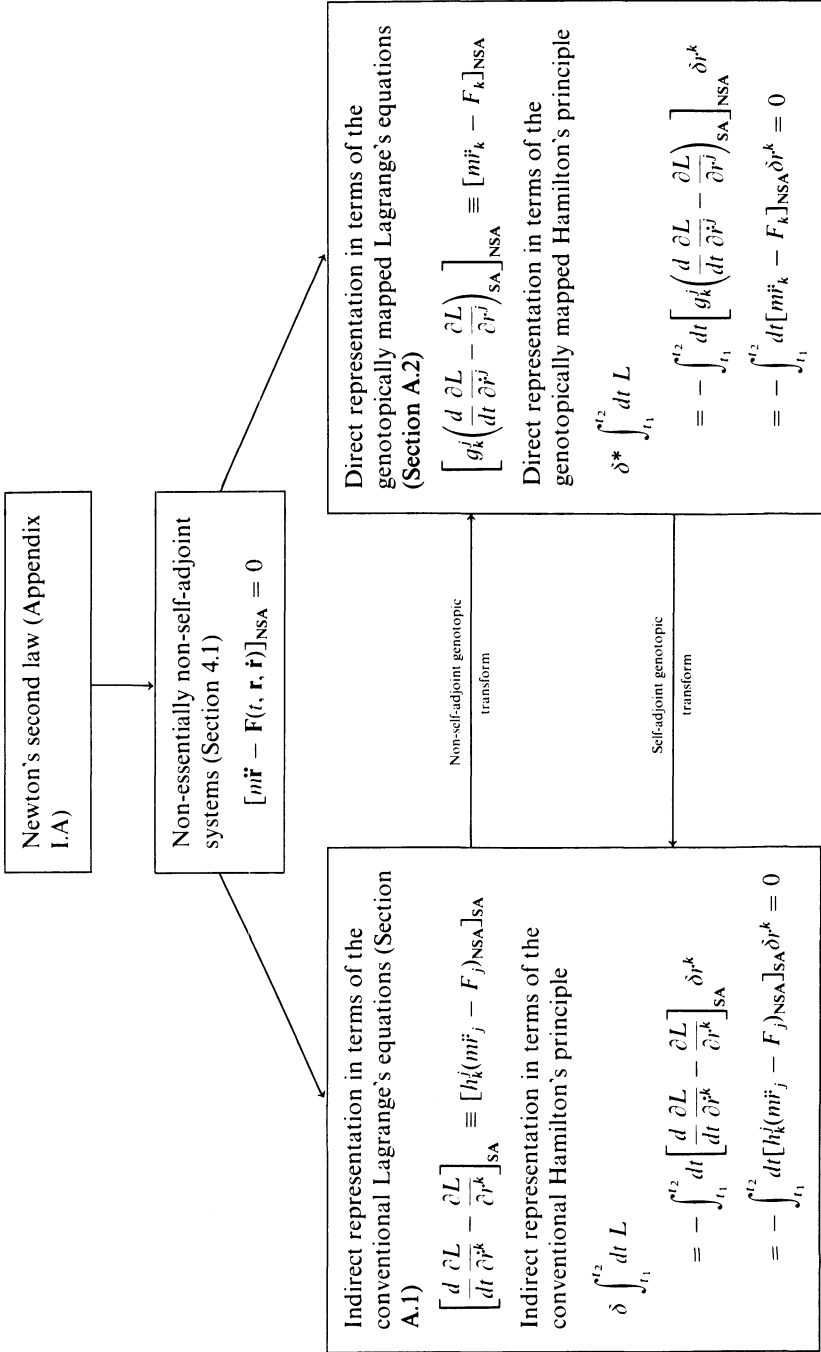 Newton's second law (Appendix
I.A)
Non-essentially non-self-adjoint
systems (Section 4.1)
[m𝐫̈ − 𝐅(t, 𝐫, 𝐫̇)]_NSA = 0
Indirect representation in terms of the
conventional Lagrange's equations (Section
A.1)
[d/dt ∂L/∂ṙ^k − ∂L/∂r^k]_SA ≡ [h_k^j(mr̈_j − F_j)_NSA]_SA
Indirect representation in terms of the
conventional Hamilton's principle
δ ∫_{t_1}^{t_2} dt L
= − ∫_{t_1}^{t_2} dt [d/dt ∂L/∂ṙ^k − ∂L/∂r^k]_SA δr^k
= − ∫_{t_1}^{t_2} dt[h_k^j(mr̈_j − F_j)_NSA]_SA δr^k = 0
Non-self-adjoint genotopic
transform
Self-adjoint genotopic
transform
Direct representation in terms of the
genotopically mapped Lagrange's equations
(Section A.2)
[g_k^j(d/dt ∂L/∂ṙ^j − ∂L/∂r^j)_SA]_NSA ≡ [mr̈_k − F_k]_NSA
Direct representation in terms of the
genotopically mapped Hamilton's principle
δ* ∫_{t_1}^{t_2} dt L
= − ∫_{t_1}^{t_2} dt [g_k^j(d/dt ∂L/∂ṙ^j − ∂L/∂r^j)_SA]_NSA δr^k
= − ∫_{t_1}^{t_2} dt[mr̈_k − F_k]_NSA δr^k = 0